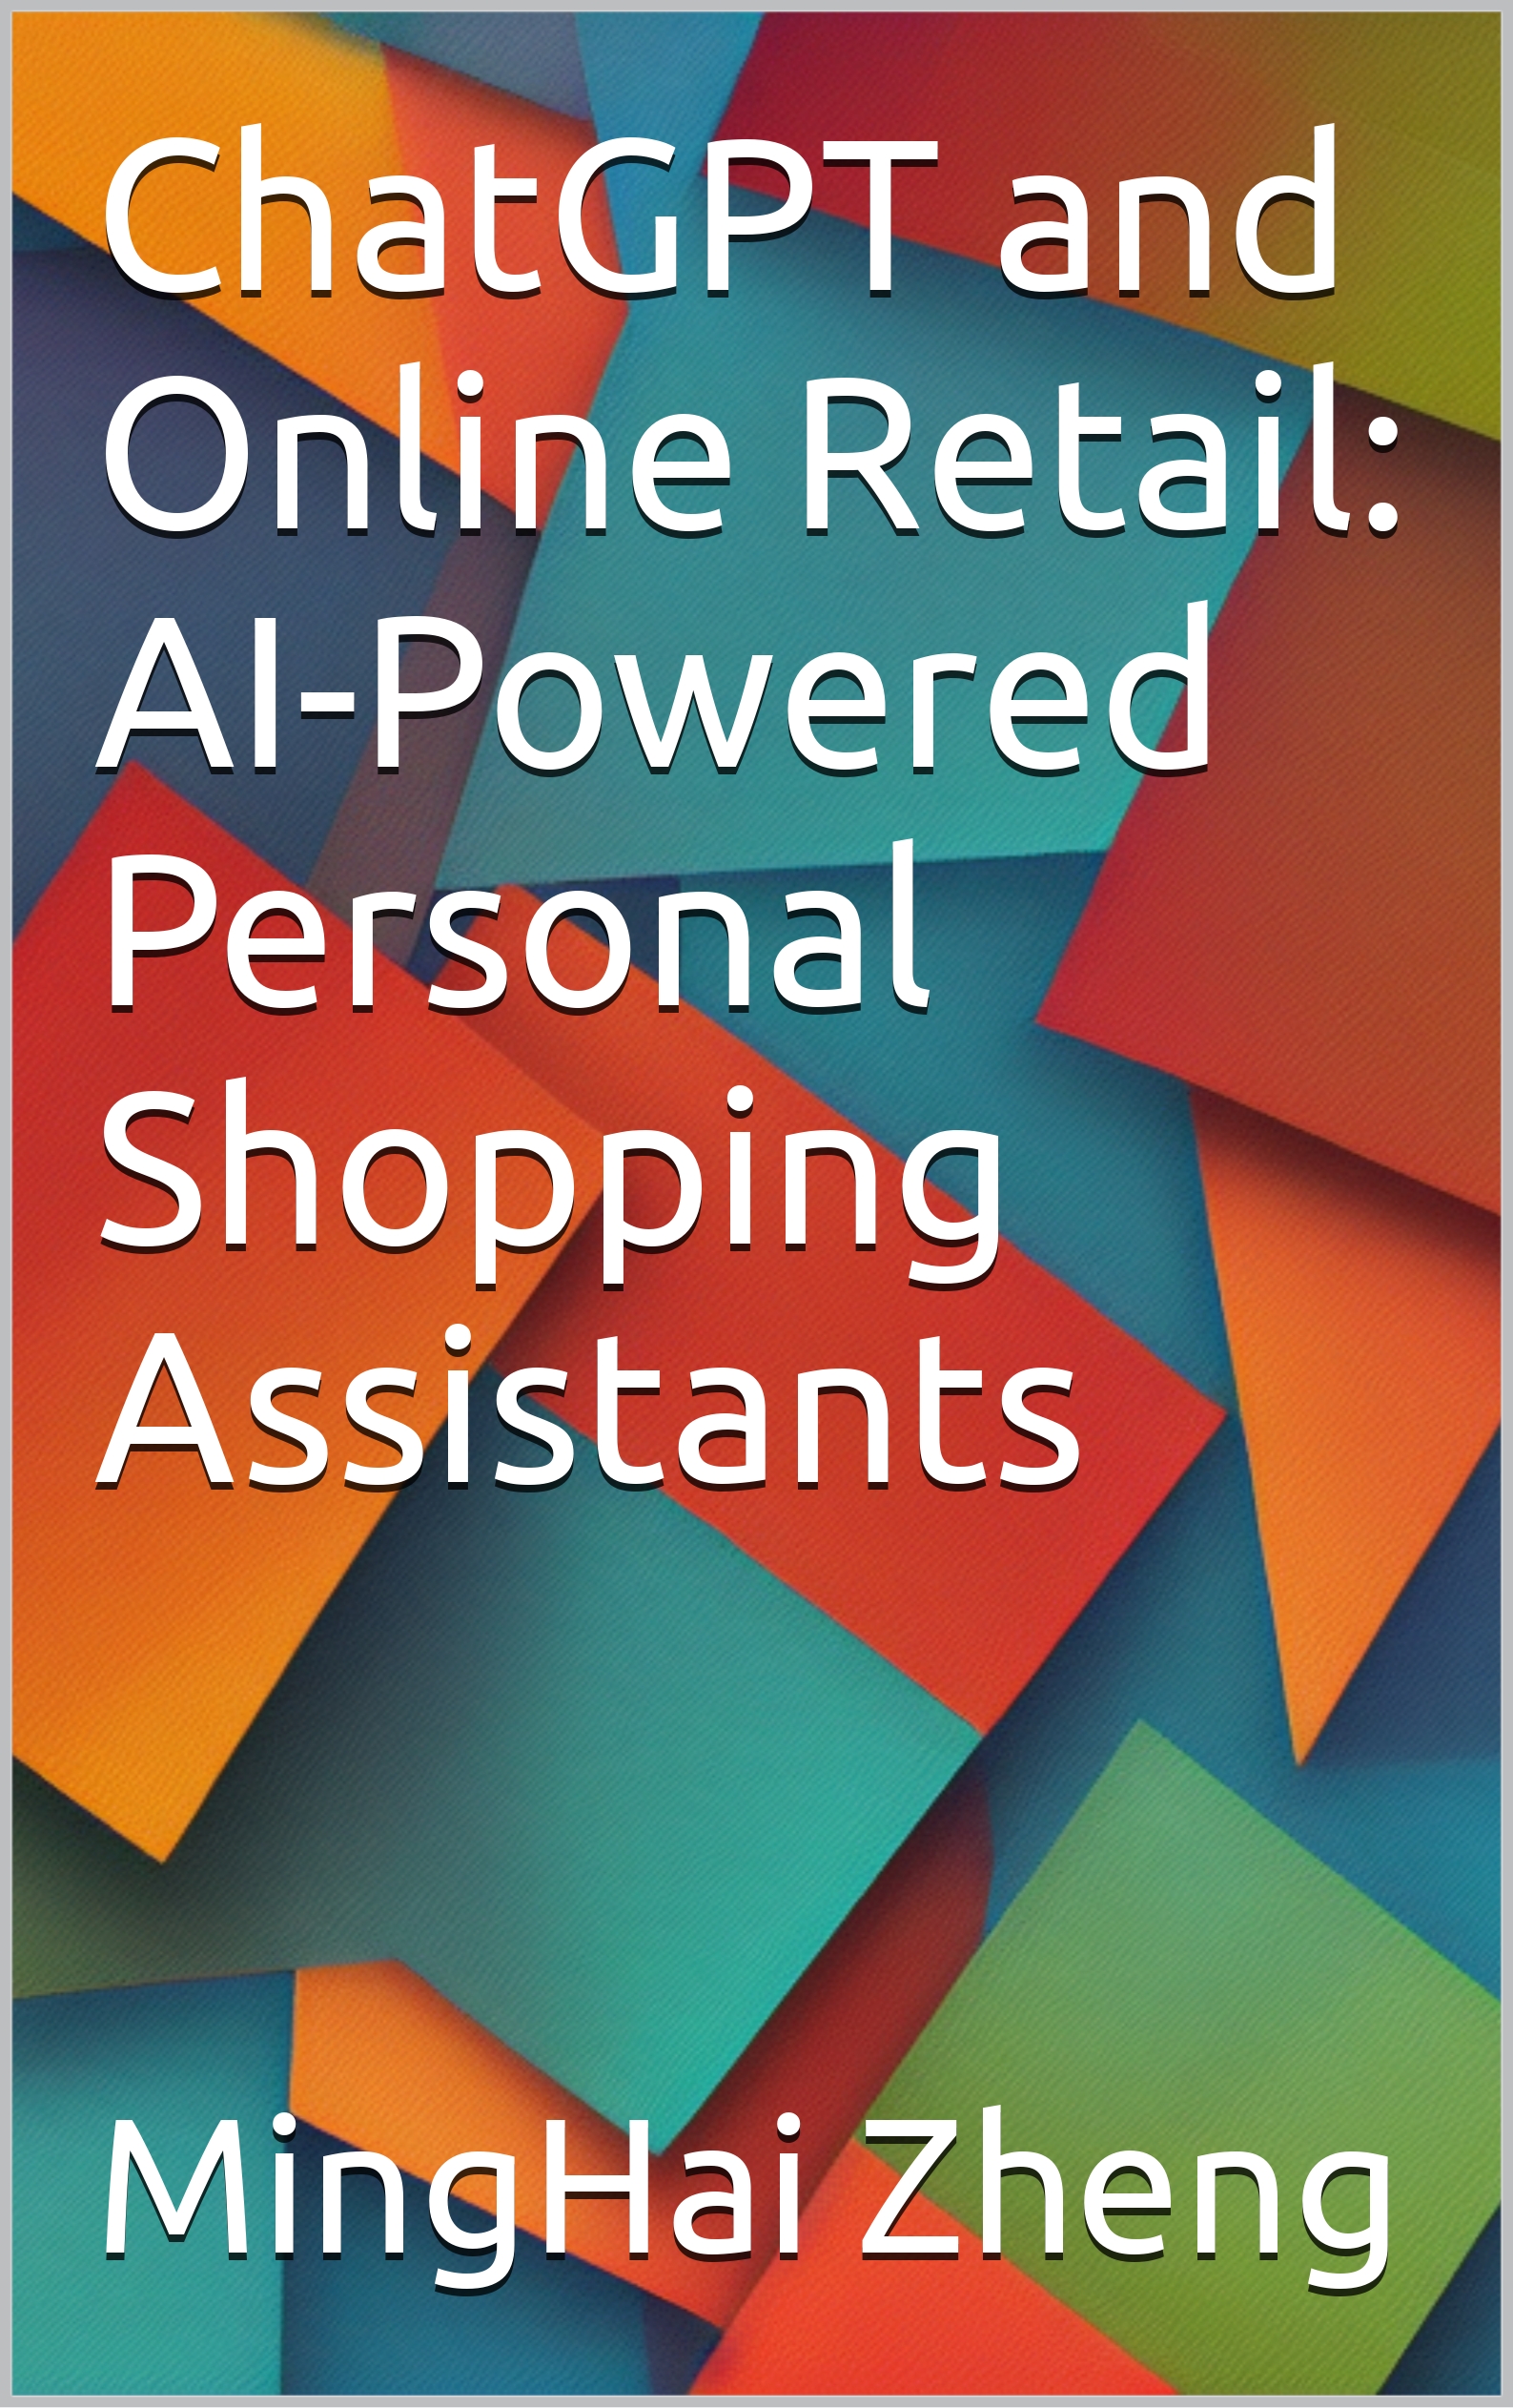 ChatGPT and
Online Retail:
AI-Powered
Personal
Shopping
Assistants
MingHai Zheng